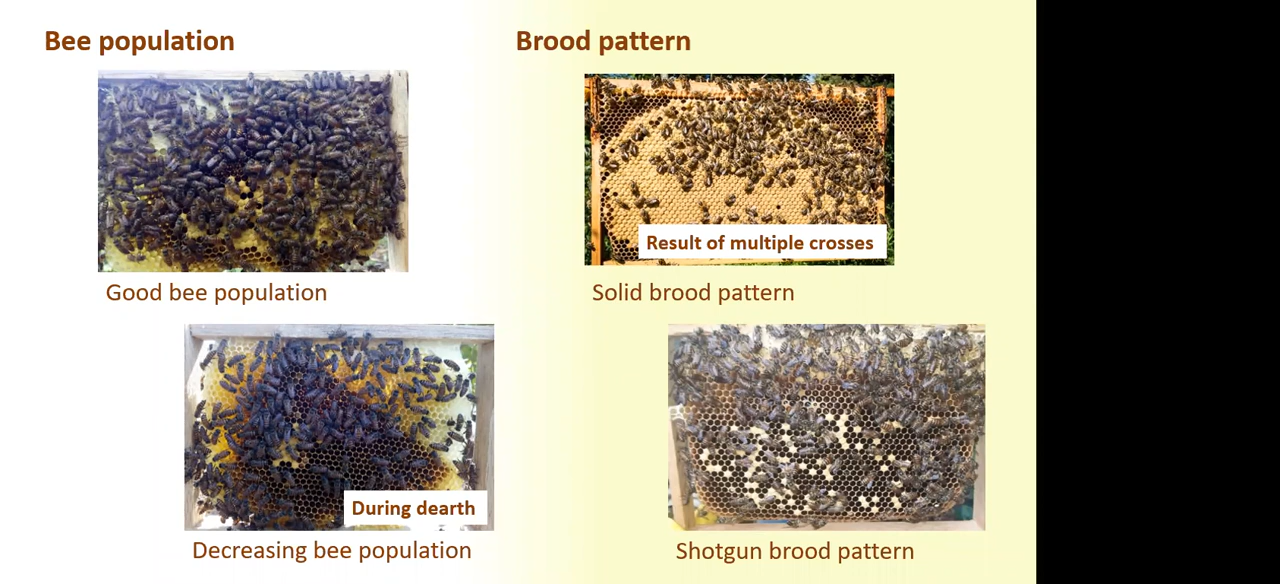 Bee population
Good bee population
During dearth
Decreasing bee population
Brood pattern
Result of multiple crosses
Solid brood pattern
Shotgun brood pattern